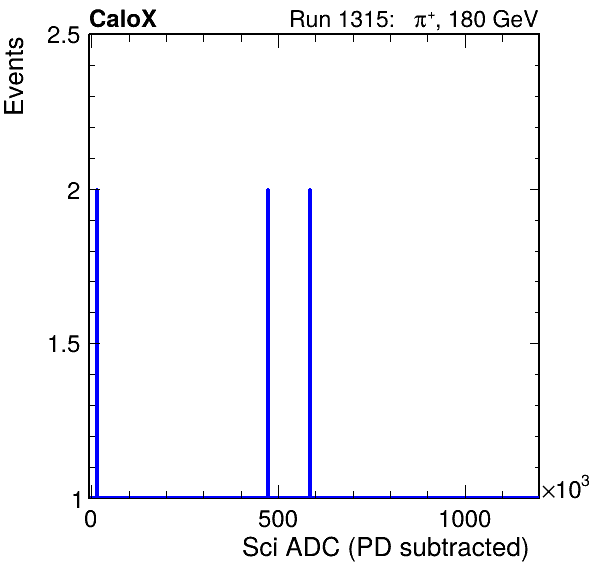 CaloX Run 1315: π⁺, 180 GeV
Events
2.5
2
1.5
1
0 500 1000 ×10³
Sci ADC (PD subtracted)